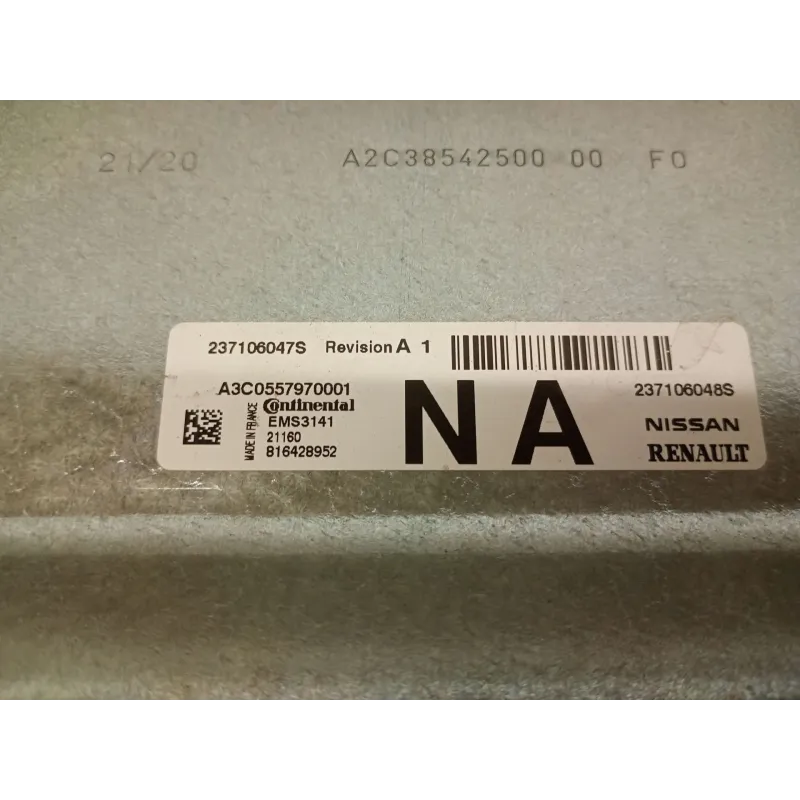 21/20 A2C38542500 00 F0
237106047S Revision A 1
A3C0557970001
MADE IN FRANCE
Continental
EMS3141
21160
816428952
NA
237106048S
NISSAN
RENAULT